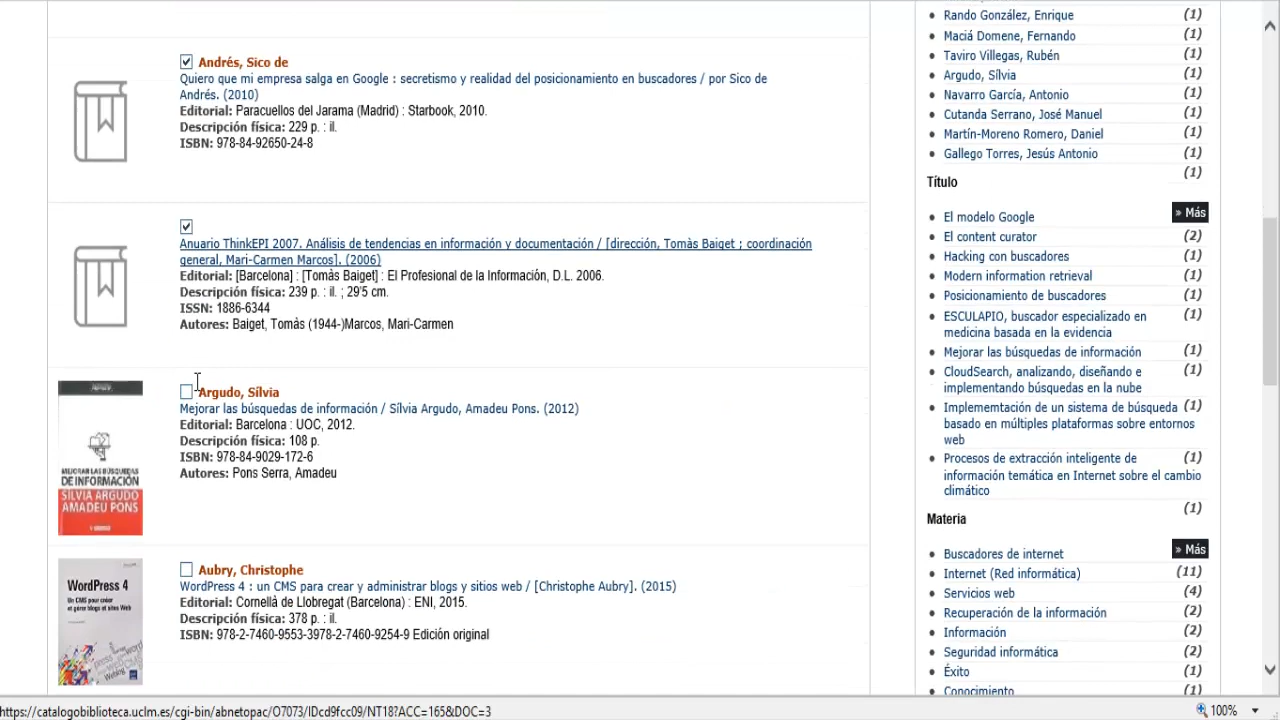 Andrés, Sico de
Quiero que mi empresa salga en Google : secretismo y realidad del posicionamiento en buscadores / por Sico de
Andrés. (2010)
Editorial: Paracuellos del Jarama (Madrid) : Starbook, 2010.
Descripción física: 229 p. : il.
ISBN: 978-84-92650-24-8
Anuario ThinkEPI 2007. Análisis de tendencias en información y documentación / [dirección, Tomàs Baiget ; coordinación
general, Mari-Carmen Marcos]. (2006)
Editorial: [Barcelona] : [Tomàs Baiget] : El Profesional de la Información, D.L. 2006.
Descripción física: 239 p. : il. ; 29'5 cm.
ISSN: 1886-6344
Autores: Baiget, Tomàs (1944-)Marcos, Mari-Carmen
Argudo, Sílvia
Mejorar las búsquedas de información / Sílvia Argudo, Amadeu Pons. (2012)
Editorial: Barcelona : UOC, 2012.
Descripción física: 108 p.
ISBN: 978-84-9029-172-6
Autores: Pons Serra, Amadeu
MEJORAR LAS BÚSQUEDAS
DE INFORMACIÓN
SÍLVIA ARGUDO
AMADEU PONS
Aubry, Christophe
WordPress 4 : un CMS para crear y administrar blogs y sitios web / [Christophe Aubry]. (2015)
Editorial: Cornellà de Llobregat (Barcelona) : ENI, 2015.
Descripción física: 378 p. : il.
ISBN: 978-2-7460-9553-3978-2-7460-9254-9 Edición original
WordPress 4
Un CMS para crear
et gérer blogs et sites Web
Rando González, Enrique (1)
Maciá Domene, Fernando (1)
Taviro Villegas, Rubén (1)
Argudo, Sílvia (1)
Navarro García, Antonio (1)
Cutanda Serrano, José Manuel (1)
Martín-Moreno Romero, Daniel (1)
Gallego Torres, Jesús Antonio (1)
(1)
Título
» Más
El modelo Google
El content curator (2)
Hacking con buscadores (1)
Modern information retrieval (1)
Posicionamiento de buscadores (1)
ESCULAPIO, buscador especializado en (1)
medicina basada en la evidencia
Mejorar las búsquedas de información (1)
CloudSearch, analizando, diseñando e (1)
implementando búsquedas en la nube
Implememtación de un sistema de búsqueda (1)
basado en múltiples plataformas sobre entornos
web
Procesos de extracción inteligente de (1)
información temática en Internet sobre el cambio
climático
(1)
Materia
» Más
Buscadores de internet
Internet (Red informática) (11)
Servicios web (4)
Recuperación de la información (2)
Información (2)
Seguridad informática (2)
Éxito (1)
Conocimiento (1)
https://catalogobiblioteca.uclm.es/cgi-bin/abnetopac/O7073/IDcd9fcc09/NT18?ACC=165&DOC=3
100%